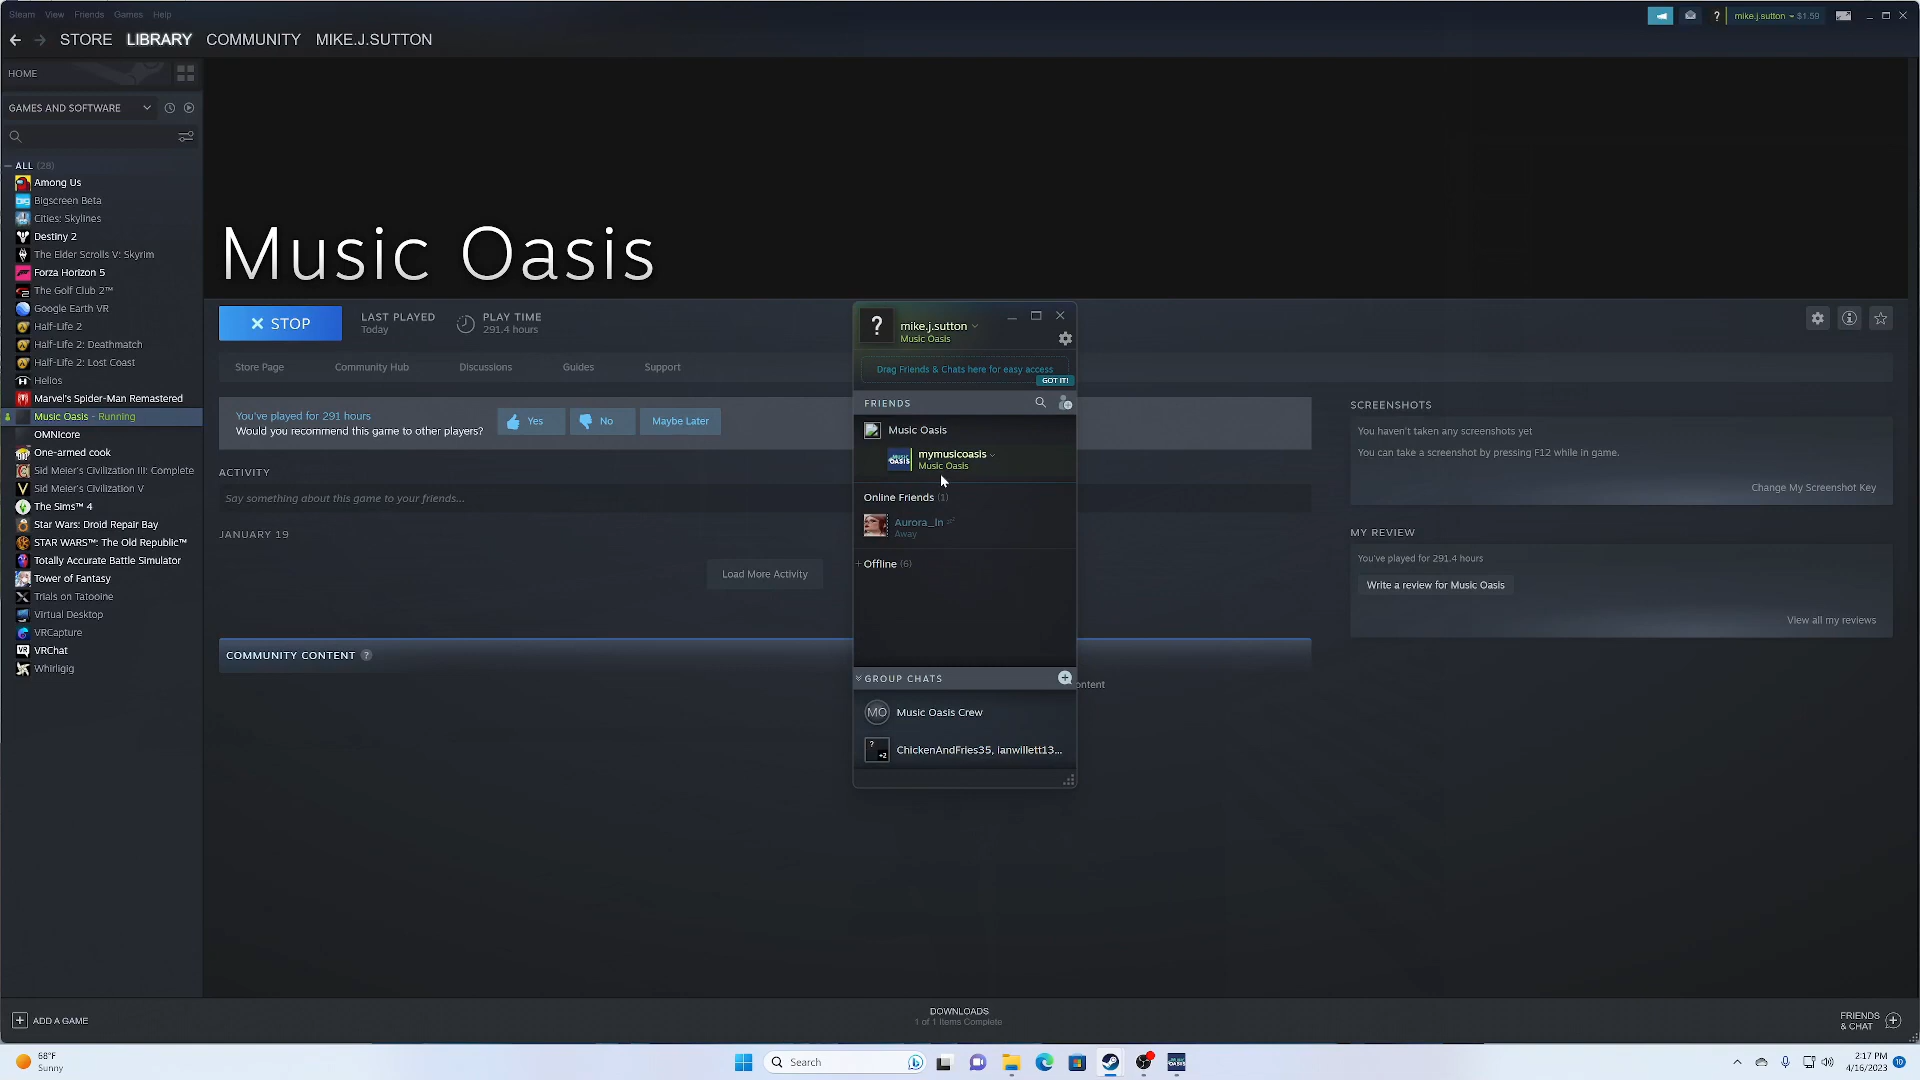 Steam View Friends Games Help
mike.j.sutton $1.59
STORE LIBRARY COMMUNITY MIKE.J.SUTTON
HOME
GAMES AND SOFTWARE
ALL (28)
Among Us
Bigscreen Beta
Cities: Skylines
Destiny 2
The Elder Scrolls V: Skyrim
Forza Horizon 5
The Golf Club 2™
Google Earth VR
Half-Life 2
Half-Life 2: Deathmatch
Half-Life 2: Lost Coast
Helios
Marvel's Spider-Man Remastered
Music Oasis - Running
OMNIcore
One-armed cook
Sid Meier's Civilization III: Complete
Sid Meier's Civilization V
The Sims™ 4
Star Wars: Droid Repair Bay
STAR WARS™: The Old Republic™
Totally Accurate Battle Simulator
Tower of Fantasy
Trials on Tatooine
Virtual Desktop
VRCapture
VRChat
Whirligig
Music Oasis
STOP
LAST PLAYED
Today
PLAY TIME
291.4 hours
Store Page Community Hub Discussions Guides Support
You've played for 291 hours
Would you recommend this game to other players?
Yes No Maybe Later
ACTIVITY
Say something about this game to your friends...
JANUARY 19
Load More Activity
COMMUNITY CONTENT ?
ontent
mike.j.sutton
Music Oasis
Drag Friends & Chats here for easy access
GOT IT!
FRIENDS
Music Oasis
mymusicoasis
Music Oasis
Online Friends (1)
Aurora_In
Away
Offline (6)
GROUP CHATS
MO Music Oasis Crew
? +2 ChickenAndFries35, Ianwillett13...
SCREENSHOTS
You haven't taken any screenshots yet
You can take a screenshot by pressing F12 while in game.
Change My Screenshot Key
MY REVIEW
You've played for 291.4 hours
Write a review for Music Oasis
View all my reviews
ADD A GAME
DOWNLOADS
1 of 1 Items Complete
FRIENDS
& CHAT
68°F
Sunny
Search
2:17 PM
4/16/2023
10